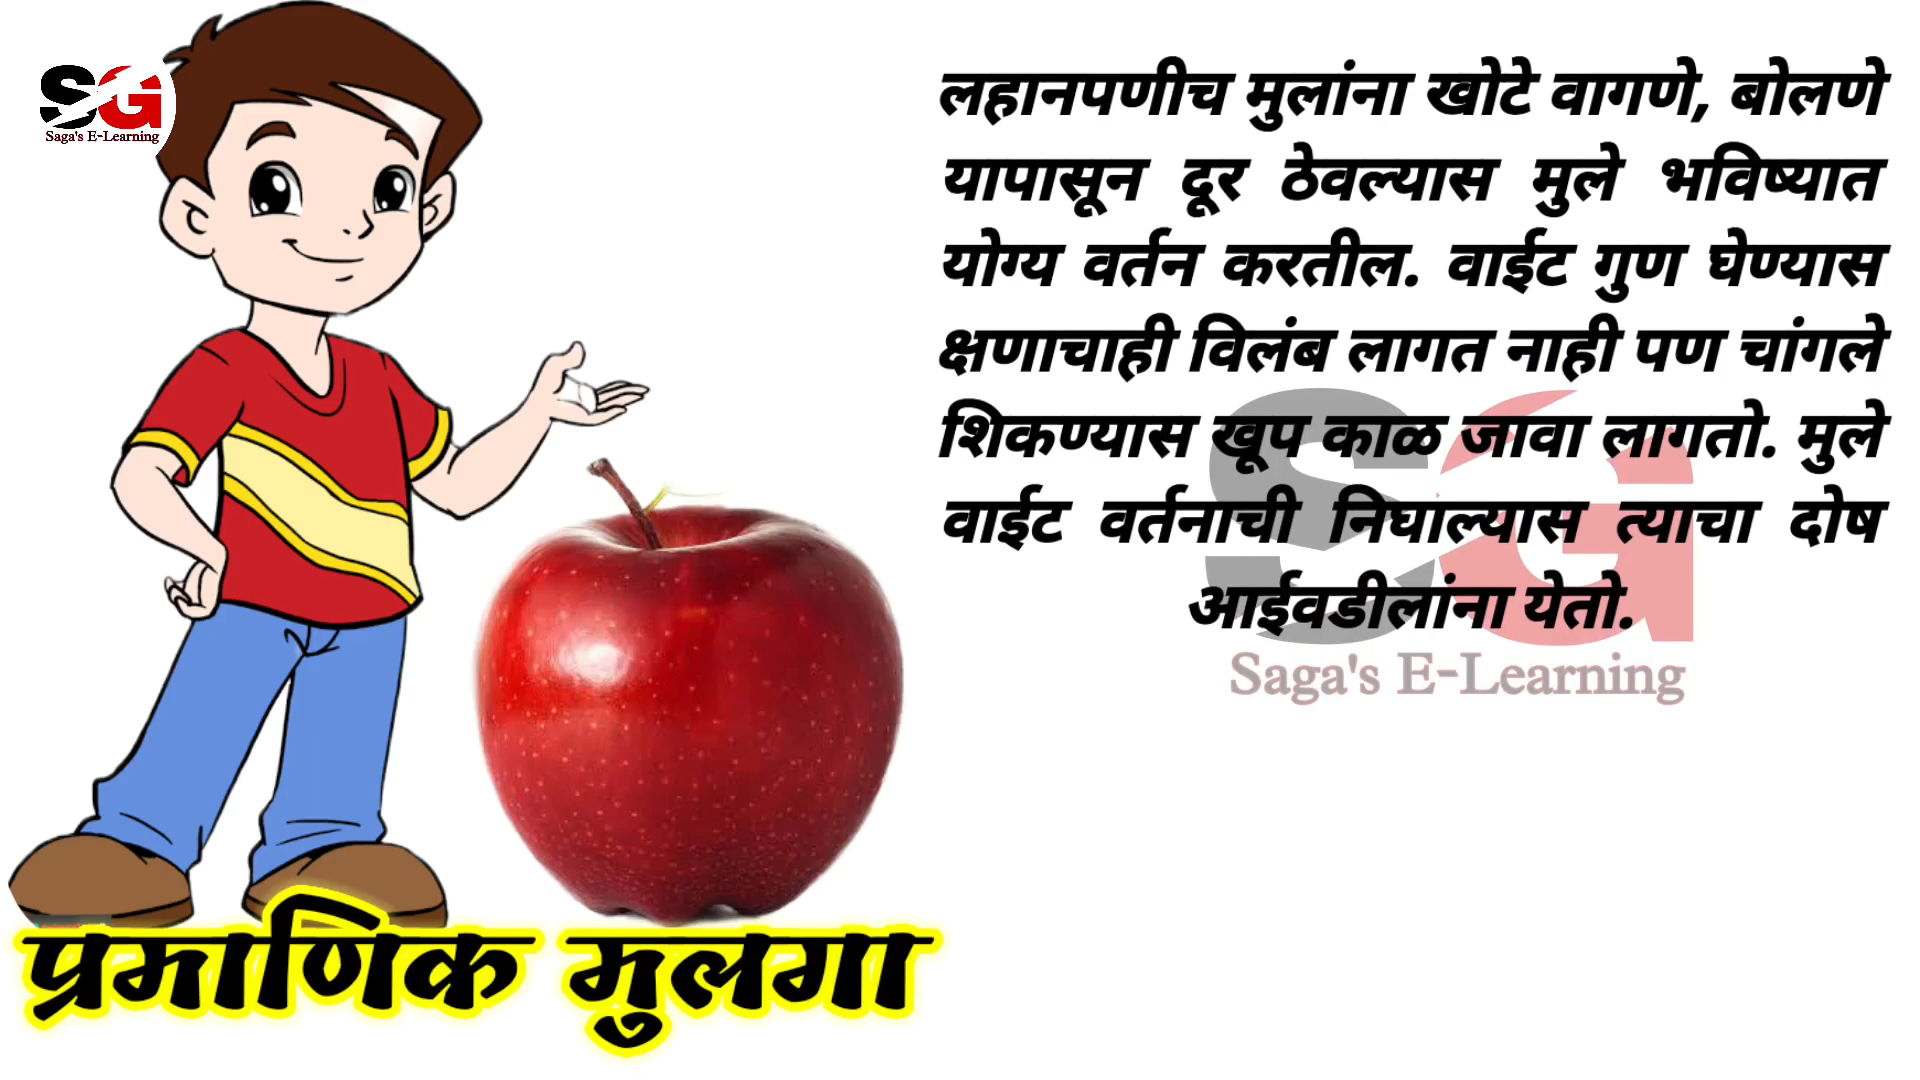 SG
Saga's E-Learning
लहानपणीच मुलांना खोटे वागणे, बोलणे
यापासून दूर ठेवल्यास मुले भविष्यात
योग्य वर्तन करतील. वाईट गुण घेण्यास
क्षणाचाही विलंब लागत नाही पण चांगले
शिकण्यास खूप काळ जावा लागतो. मुले
वाईट वर्तनाची निघाल्यास त्याचा दोष
आईवडीलांना येतो.
SG
Saga's E-Learning
प्रमाणिक मुलगा